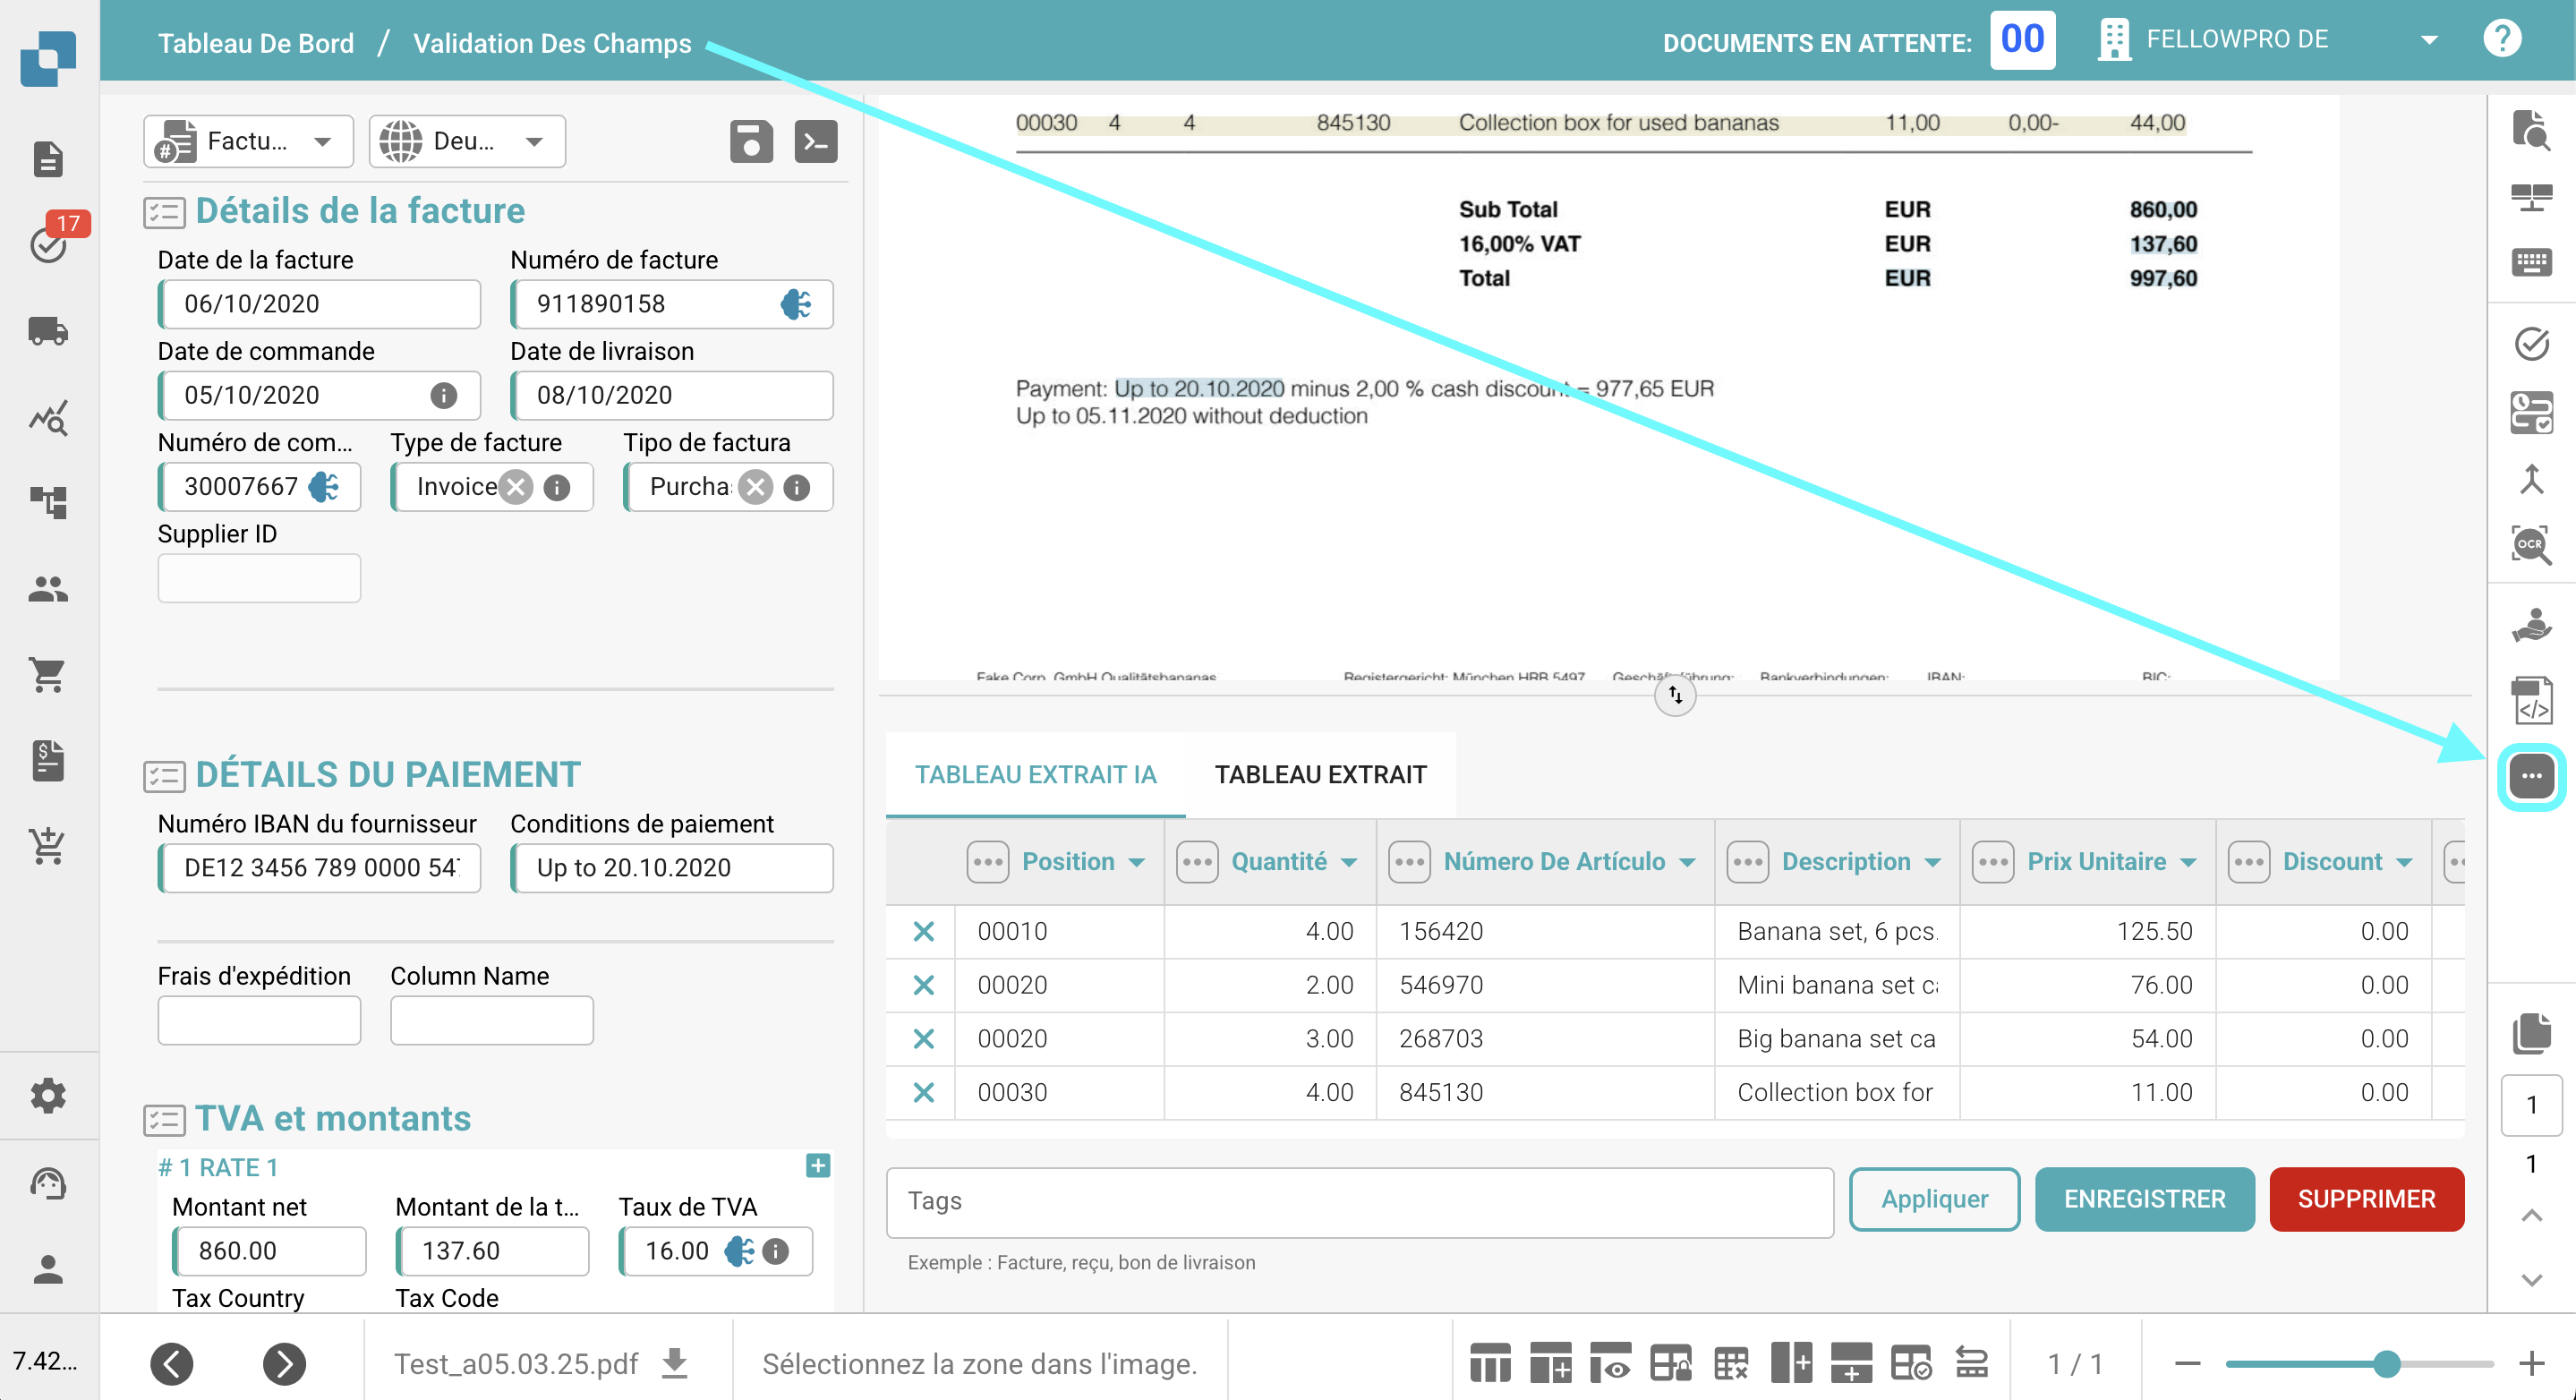 Tableau De Bord / Validation Des Champs
DOCUMENTS EN ATTENTE: 00
FELLOWPRO DE
?
17
Factu...
Deu...
Détails de la facture
Date de la facture
Numéro de facture
06/10/2020
911890158
Date de commande
Date de livraison
05/10/2020
08/10/2020
Numéro de com...
Type de facture
Tipo de factura
30007667
Invoice
Purcha
Supplier ID
DÉTAILS DU PAIEMENT
Numéro IBAN du fournisseur
Conditions de paiement
DE12 3456 789 0000 54
Up to 20.10.2020
Frais d'expédition
Column Name
TVA et montants
# 1 RATE 1
Montant net
Montant de la t...
Taux de TVA
860.00
137.60
16.00
Tax Country
Tax Code
00030 4 4 845130 Collection box for used bananas 11,00 0,00- 44,00
Sub Total EUR 860,00
16,00% VAT EUR 137,60
Total EUR 997,60
Payment: Up to 20.10.2020 minus 2,00 % cash discount = 977,65 EUR
Up to 05.11.2020 without deduction
Fake Corp. GmbH Qualitätsbananas Registergericht: München HRB 5497 Bankverbindungen: IBAN: BIC:
TABLEAU EXTRAIT IA
TABLEAU EXTRAIT
Position Quantité Número De Artículo Description Prix Unitaire Discount
00010 4.00 156420 Banana set, 6 pcs. 125.50 0.00
00020 2.00 546970 Mini banana set 76.00 0.00
00020 3.00 268703 Big banana set ca 54.00 0.00
00030 4.00 845130 Collection box for 11.00 0.00
Tags
Appliquer
ENREGISTRER
SUPPRIMER
Exemple : Facture, reçu, bon de livraison
OCR
1
1
7.42...
Test_a05.03.25.pdf
Sélectionnez la zone dans l'image.
1 / 1